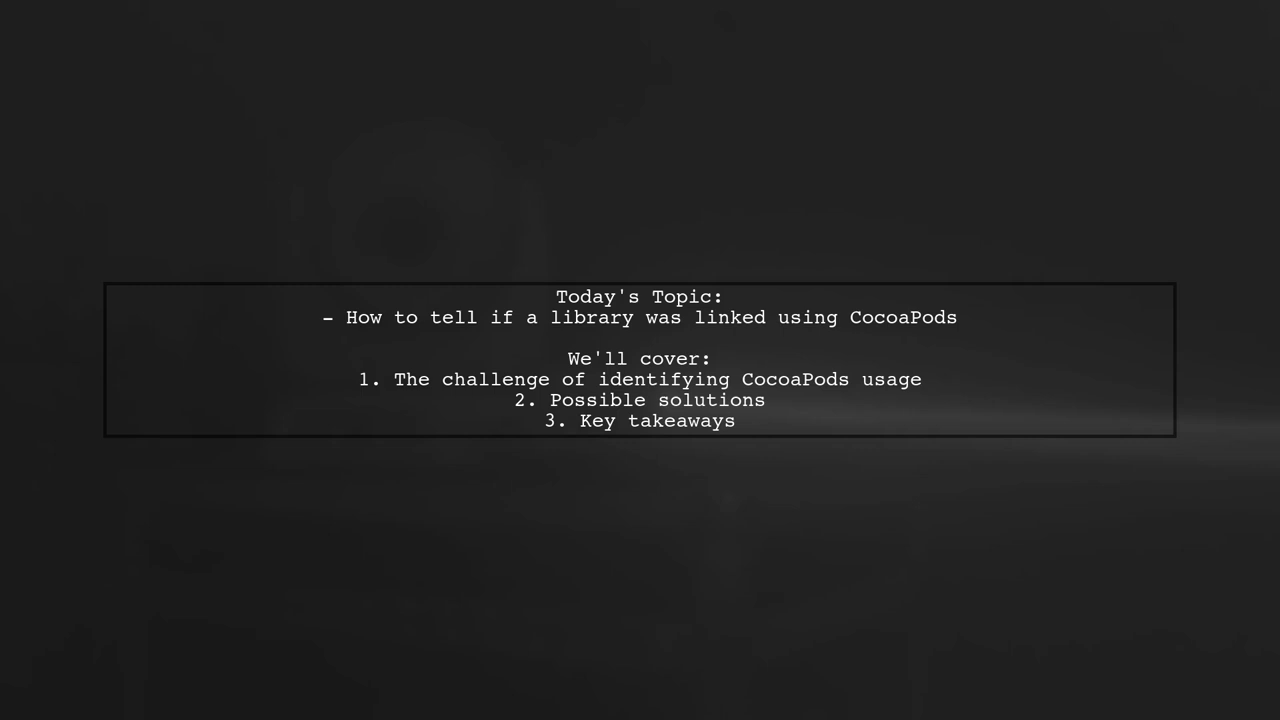 Today's Topic:
- How to tell if a library was linked using CocoaPods
We'll cover:
1. The challenge of identifying CocoaPods usage
2. Possible solutions
3. Key takeaways